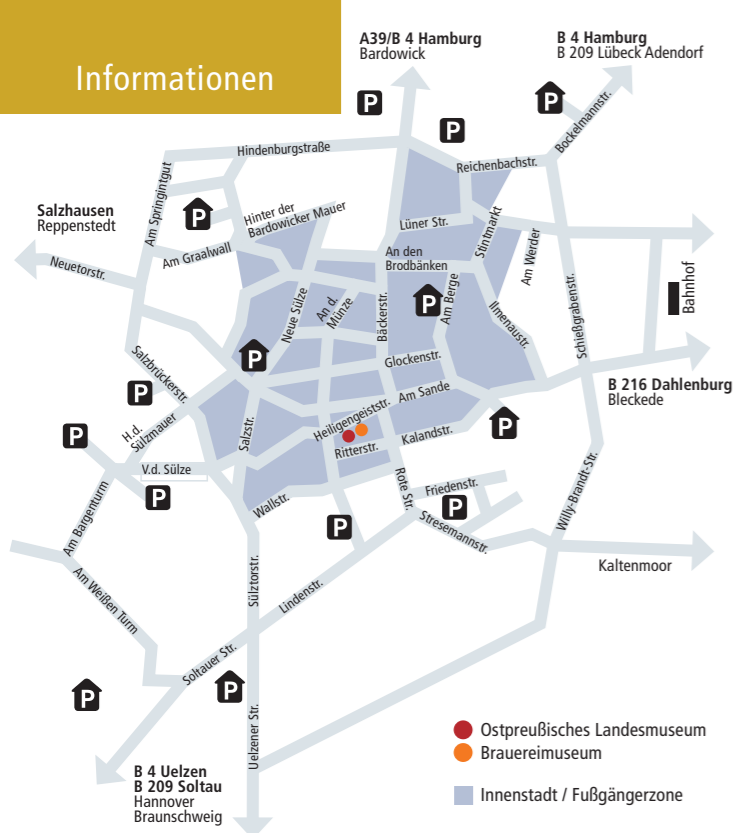 Informationen
A39/B 4 Hamburg
Bardowick
B 4 Hamburg
B 209 Lübeck Adendorf
P
P
P
Bockelmannstr.
Hindenburgstraße
Reichenbachstr.
Am Springintgut
Salzhausen
Reppenstedt
P
Hinter der
Bardowicker Mauer
Lüner Str.
Stintmarkt
Am Werder
Neuetorstr.
Am Graalwall
An den
Brodbänken
Bahnhof
Neue Sülze
An d.
Münze
Bäckerstr.
P
Am Berge
Ilmenaustr.
Schießgrabenstr.
P
Glockenstr.
Salzbrückerstr.
P
Am Sande
B 216 Dahlenburg
Bleckede
H.d.
Sülzmauer
P
Salzstr.
Heiligengeiststr.
Ritterstr.
Kalandstr.
P
V.d. Sülze
P
Wallstr.
Rote Str.
Friedenstr.
P
Willy-Brandt-Str.
Am Bargenturm
P
Stresemannstr.
Kaltenmoor
Am Weißen Turm
Sülztorstr.
Lindenstr.
Soltauer Str.
P
P
Uelzener Str.
Ostpreußisches Landesmuseum
Brauereimuseum
Innenstadt / Fußgängerzone
B 4 Uelzen
B 209 Soltau
Hannover
Braunschweig